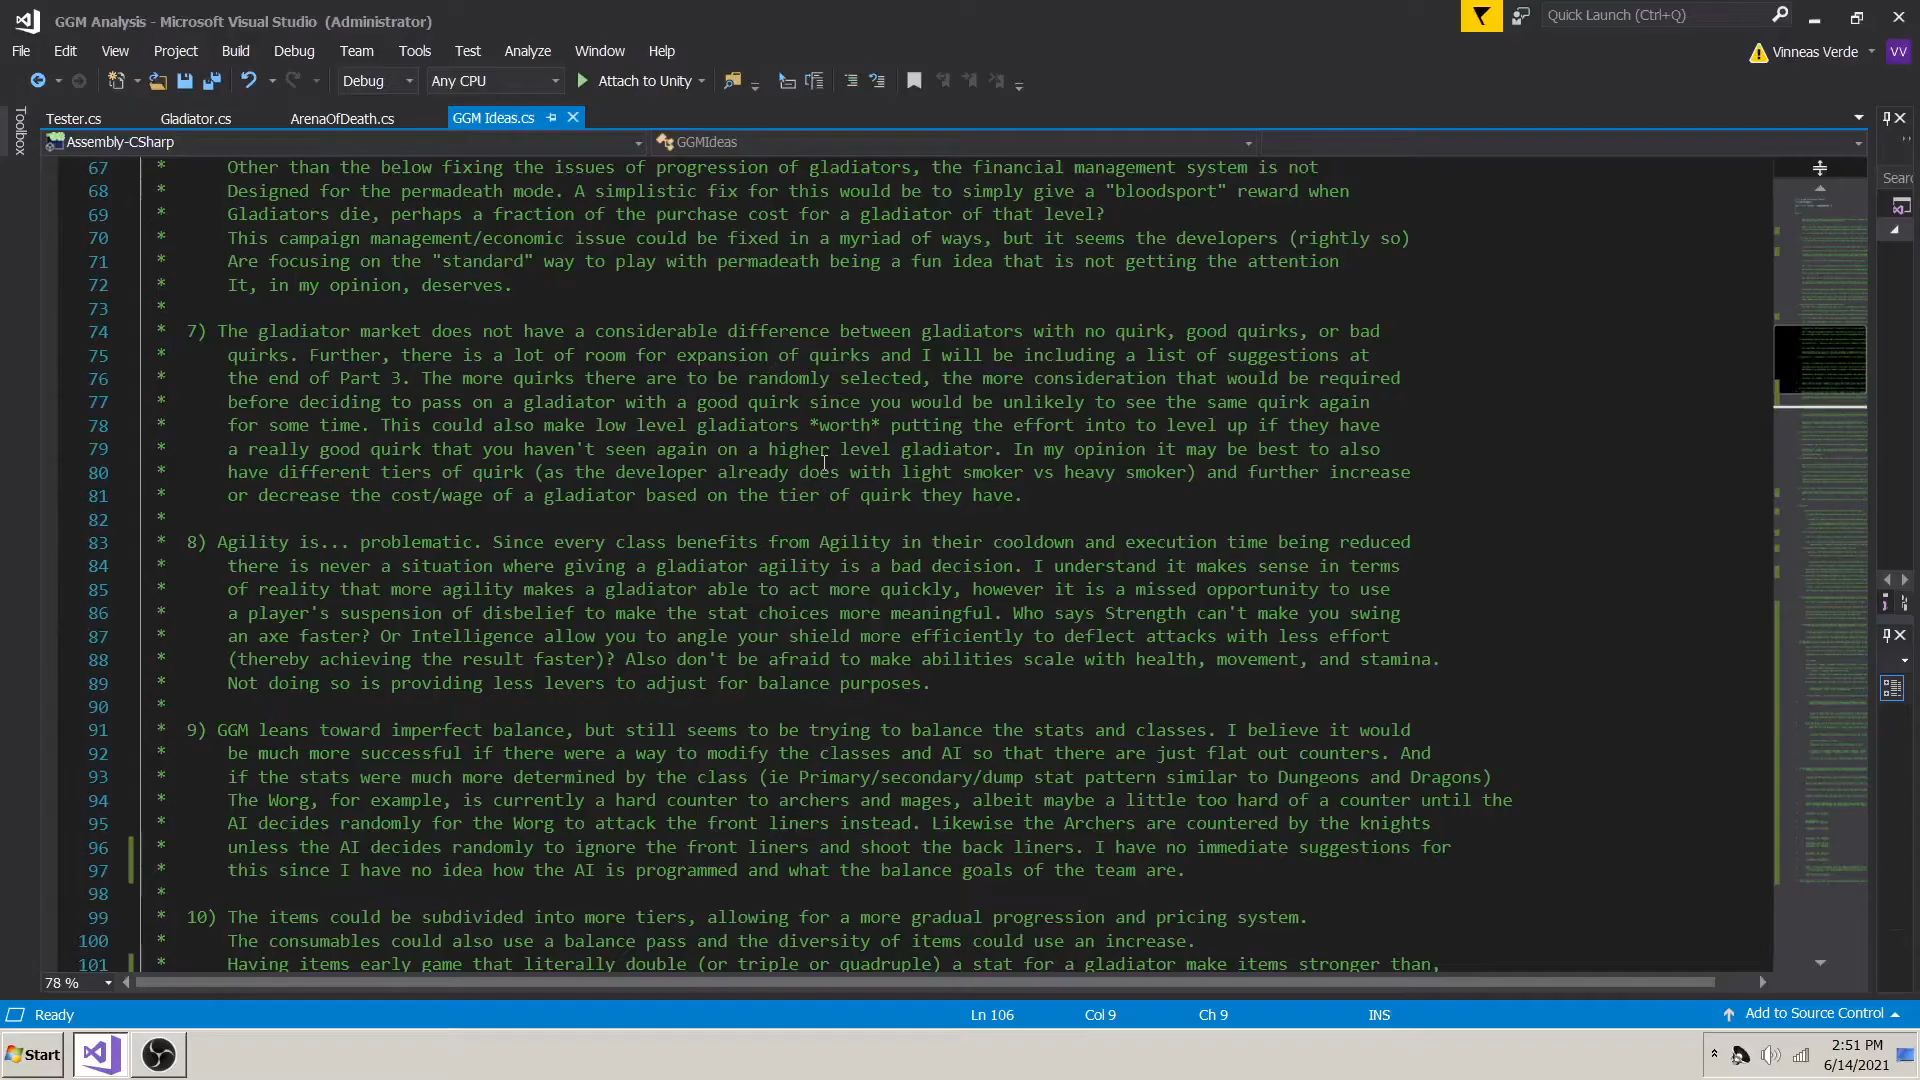 GGM Analysis - Microsoft Visual Studio (Administrator)
Quick Launch (Ctrl+Q)
File Edit View Project Build Debug Team Tools Test Analyze Window Help
Vinneas Verde VV
Debug Any CPU Attach to Unity
Toolbox
Tester.cs Gladiator.cs ArenaOfDeath.cs GGM Ideas.cs
Assembly-CSharp GGMIdeas
Sear
67 * Other than the below fixing the issues of progression of gladiators, the financial management system is not
68 * Designed for the permadeath mode. A simplistic fix for this would be to simply give a "bloodsport" reward when
69 * Gladiators die, perhaps a fraction of the purchase cost for a gladiator of that level?
70 * This campaign management/economic issue could be fixed in a myriad of ways, but it seems the developers (rightly so)
71 * Are focusing on the "standard" way to play with permadeath being a fun idea that is not getting the attention
72 * It, in my opinion, deserves.
73 *
74 * 7) The gladiator market does not have a considerable difference between gladiators with no quirk, good quirks, or bad
75 * quirks. Further, there is a lot of room for expansion of quirks and I will be including a list of suggestions at
76 * the end of Part 3. The more quirks there are to be randomly selected, the more consideration that would be required
77 * before deciding to pass on a gladiator with a good quirk since you would be unlikely to see the same quirk again
78 * for some time. This could also make low level gladiators *worth* putting the effort into to level up if they have
79 * a really good quirk that you haven't seen again on a higher level gladiator. In my opinion it may be best to also
80 * have different tiers of quirk (as the developer already does with light smoker vs heavy smoker) and further increase
81 * or decrease the cost/wage of a gladiator based on the tier of quirk they have.
82 *
83 * 8) Agility is... problematic. Since every class benefits from Agility in their cooldown and execution time being reduced
84 * there is never a situation where giving a gladiator agility is a bad decision. I understand it makes sense in terms
85 * of reality that more agility makes a gladiator able to act more quickly, however it is a missed opportunity to use
86 * a player's suspension of disbelief to make the stat choices more meaningful. Who says Strength can't make you swing
87 * an axe faster? Or Intelligence allow you to angle your shield more efficiently to deflect attacks with less effort
88 * (thereby achieving the result faster)? Also don't be afraid to make abilities scale with health, movement, and stamina.
89 * Not doing so is providing less levers to adjust for balance purposes.
90 *
91 * 9) GGM leans toward imperfect balance, but still seems to be trying to balance the stats and classes. I believe it would
92 * be much more successful if there were a way to modify the classes and AI so that there are just flat out counters. And
93 * if the stats were much more determined by the class (ie Primary/secondary/dump stat pattern similar to Dungeons and Dragons)
94 * The Worg, for example, is currently a hard counter to archers and mages, albeit maybe a little too hard of a counter until the
95 * AI decides randomly for the Worg to attack the front liners instead. Likewise the Archers are countered by the knights
96 * unless the AI decides randomly to ignore the front liners and shoot the back liners. I have no immediate suggestions for
97 * this since I have no idea how the AI is programmed and what the balance goals of the team are.
98 *
99 * 10) The items could be subdivided into more tiers, allowing for a more gradual progression and pricing system.
100 * The consumables could also use a balance pass and the diversity of items could use an increase.
101 * Having items early game that literally double (or triple or quadruple) a stat for a gladiator make items stronger than,
78 %
Ready Ln 106 Col 9 Ch 9 INS Add to Source Control
Start
2:51 PM
6/14/2021